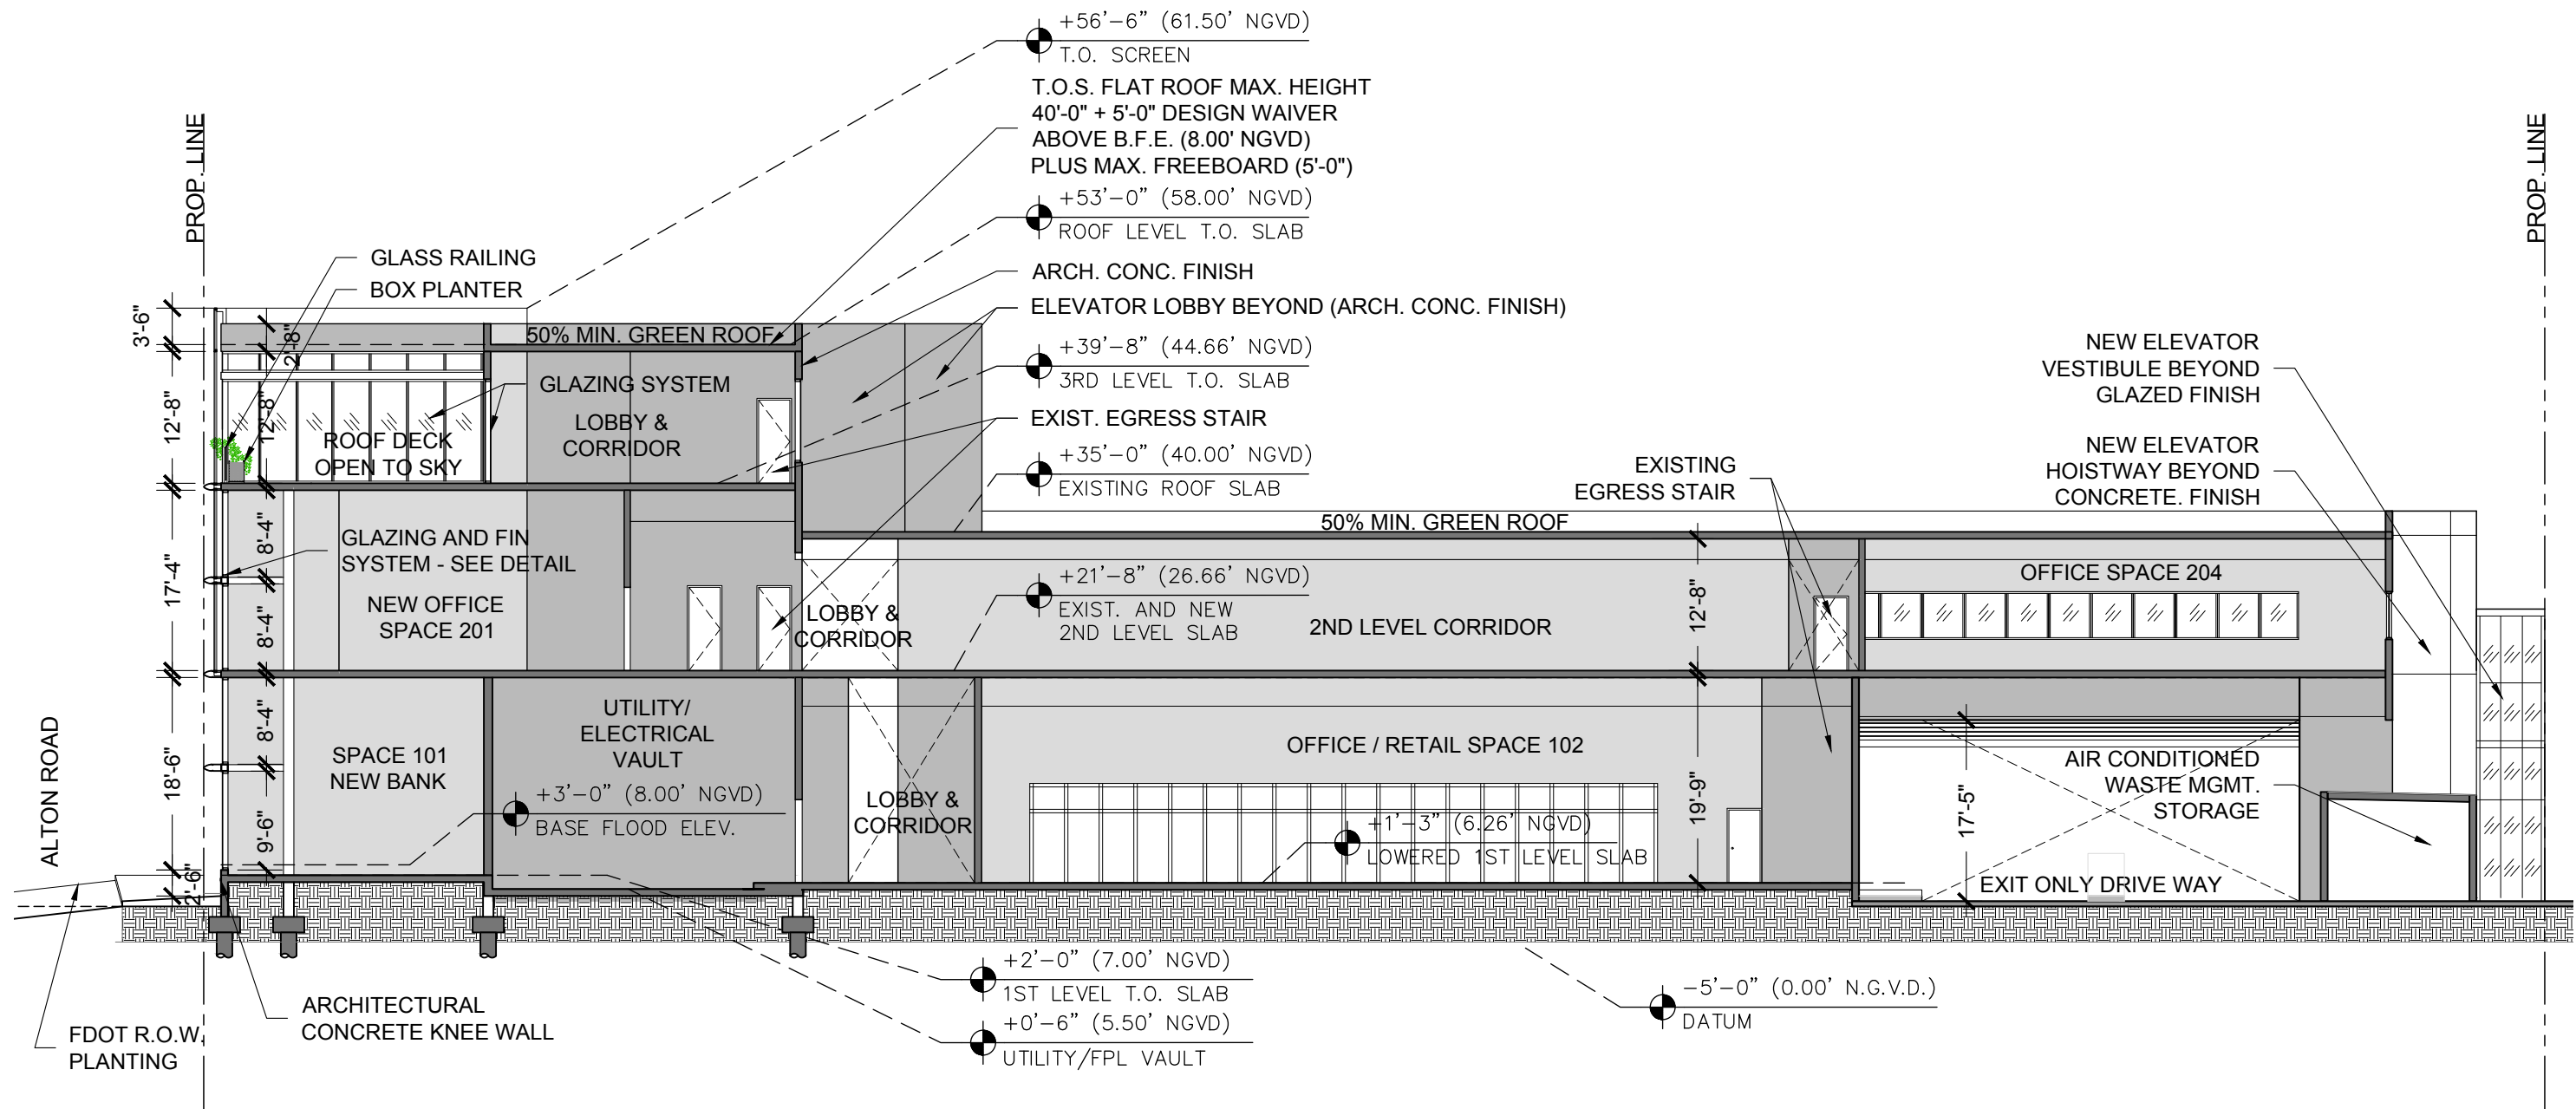 +56'-6" (61.50' NGVD)
T.O. SCREEN
T.O.S. FLAT ROOF MAX. HEIGHT
40'-0" + 5'-0" DESIGN WAIVER
ABOVE B.F.E. (8.00' NGVD)
PLUS MAX. FREEBOARD (5'-0")
+53'-0" (58.00' NGVD)
ROOF LEVEL T.O. SLAB
ARCH. CONC. FINISH
ELEVATOR LOBBY BEYOND (ARCH. CONC. FINISH)
+39'-8" (44.66' NGVD)
3RD LEVEL T.O. SLAB
EXIST. EGRESS STAIR
+35'-0" (40.00' NGVD)
EXISTING ROOF SLAB
+21'-8" (26.66' NGVD)
EXIST. AND NEW
2ND LEVEL SLAB
PROP. LINE
PROP. LINE
GLASS RAILING
BOX PLANTER
3'-6"
2'-8"
50% MIN. GREEN ROOF
12'-8"
12'-8"
GLAZING SYSTEM
LOBBY &
CORRIDOR
ROOF DECK
OPEN TO SKY
17'-4"
8'-4"
8'-4"
GLAZING AND FIN
SYSTEM - SEE DETAIL
NEW OFFICE
SPACE 201
LOBBY &
CORRIDOR
50% MIN. GREEN ROOF
EXISTING
EGRESS STAIR
2ND LEVEL CORRIDOR
12'-8"
OFFICE SPACE 204
NEW ELEVATOR
VESTIBULE BEYOND
GLAZED FINISH
NEW ELEVATOR
HOISTWAY BEYOND
CONCRETE. FINISH
ALTON ROAD
18'-6"
8'-4"
9'-6"
2'-6"
SPACE 101
NEW BANK
UTILITY/
ELECTRICAL
VAULT
+3'-0" (8.00' NGVD)
BASE FLOOD ELEV.
LOBBY &
CORRIDOR
OFFICE / RETAIL SPACE 102
+1'-3" (6.26' NGVD)
LOWERED 1ST LEVEL SLAB
19'-9"
17'-5"
AIR CONDITIONED
WASTE MGMT.
STORAGE
EXIT ONLY DRIVE WAY
+2'-0" (7.00' NGVD)
1ST LEVEL T.O. SLAB
+0'-6" (5.50' NGVD)
UTILITY/FPL VAULT
-5'-0" (0.00' N.G.V.D.)
DATUM
ARCHITECTURAL
CONCRETE KNEE WALL
FDOT R.O.W.
PLANTING